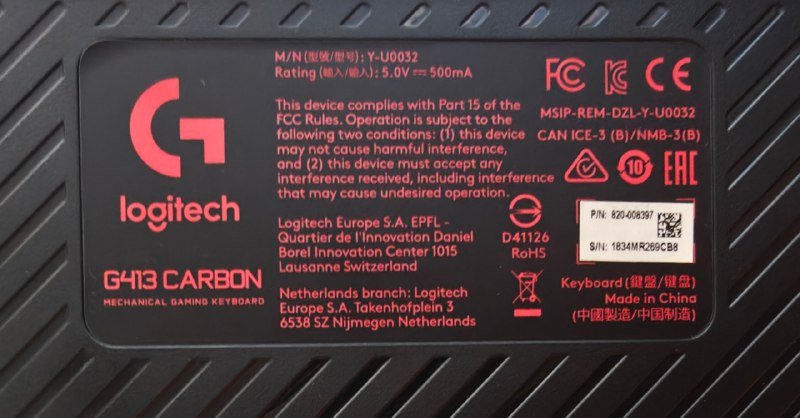 logitech
G413 CARBON
MECHANICAL GAMING KEYBOARD
M/N (型號/型号): Y-U0032
Rating (輸入/输入): 5.0V⎓500mA
This device complies with Part 15 of the
FCC Rules. Operation is subject to the
following two conditions: (1) this device
may not cause harmful interference,
and (2) this device must accept any
interference received, including interference
that may cause undesired operation.
Logitech Europe S.A. EPFL -
Quartier de l'Innovation Daniel
Borel Innovation Center 1015
Lausanne Switzerland
Netherlands branch: Logitech
Europe S.A. Takenhofplein 3
6538 SZ Nijmegen Netherlands
FC CE
MSIP-REM-DZL-Y-U0032
CAN ICE-3 (B)/NMB-3(B)
10 EAC
D41126
RoHS
P/N: 820-008397
S/N: 1834MR269CB8
Keyboard (鍵盤/键盘)
Made in China
(中國製造/中国制造)